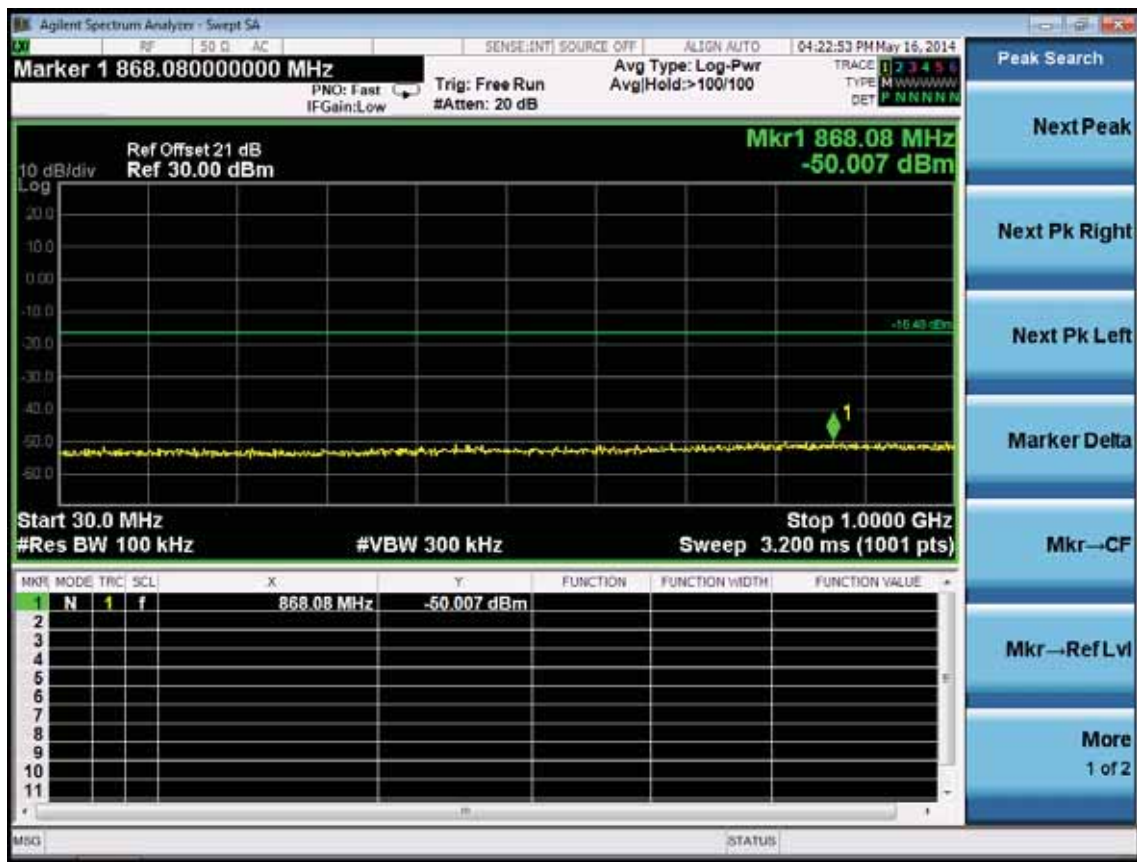 Agilent Spectrum Analyzer - Swept SA
LXI RF 50 Ω AC SENSE:INT SOURCE OFF ALIGN AUTO 04:22:53 PM May 16, 2014
Marker 1 868.080000000 MHz
PNO: Fast
IFGain:Low
Trig: Free Run
#Atten: 20 dB
Avg Type: Log-Pwr
Avg|Hold:>100/100
TRACE 1 2 3 4 5 6
TYPE M WWWWW
DET P N N N N N
Mkr1 868.08 MHz
-50.007 dBm
Ref Offset 21 dB
10 dB/div Ref 30.00 dBm
Log
20.0
10.0
0.00
-10.0
-20.0
-30.0
-40.0
-50.0
-60.0
1
Start 30.0 MHz Stop 1.0000 GHz
#Res BW 100 kHz #VBW 300 kHz Sweep 3.200 ms (1001 pts)
MKR MODE TRC SCL X Y FUNCTION FUNCTION WIDTH FUNCTION VALUE
1 N 1 f 868.08 MHz -50.007 dBm
2
3
4
5
6
7
8
9
10
11
MSG STATUS
Peak Search
Next Peak
Next Pk Right
Next Pk Left
Marker Delta
Mkr→CF
Mkr→Ref Lvl
More
1 of 2